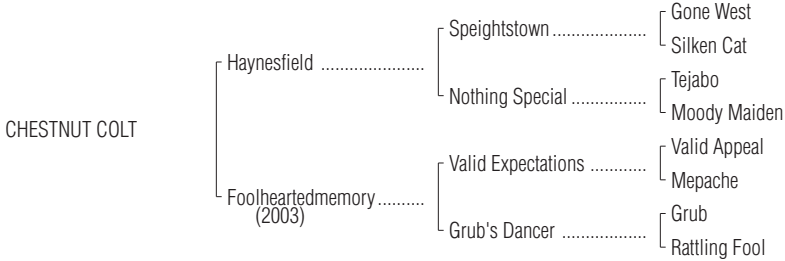 Gone West
Speightstown ....................
Silken Cat
Haynesfield ......................
Tejabo
Nothing Special ................
Moody Maiden
CHESTNUT COLT
Valid Appeal
Valid Expectations ............
Mepache
Foolheartedmemory ..........
(2003)
Grub
Grub's Dancer ..................
Rattling Fool